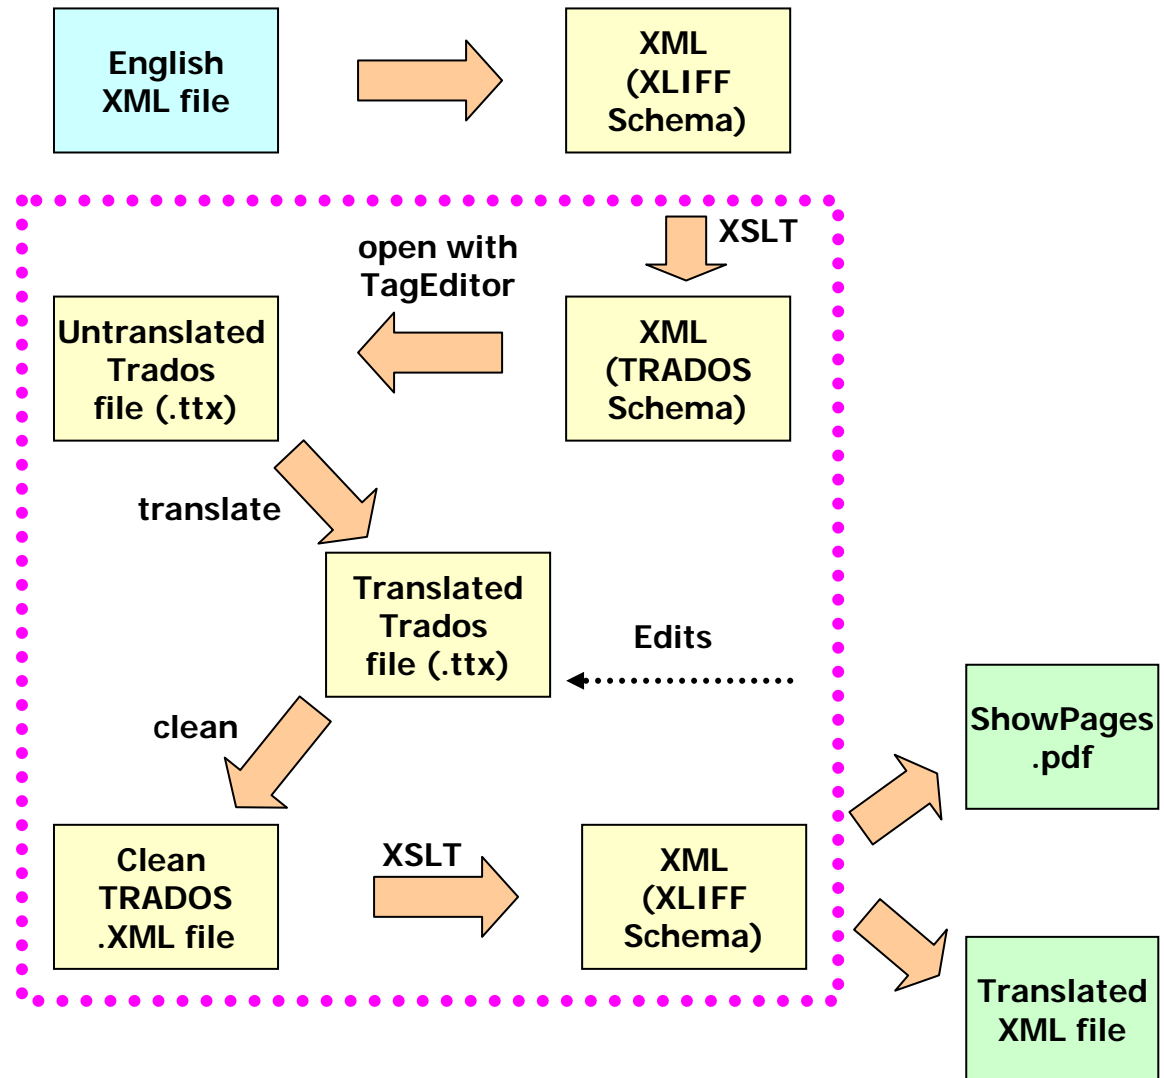 English
XML file
XML
(XLIFF
Schema)
XSLT
open with
TagEditor
Untranslated
Trados
file (.ttx)
XML
(TRADOS
Schema)
translate
Translated
Trados
file (.ttx)
Edits
clean
ShowPages
.pdf
Clean
TRADOS
.XML file
XSLT
XML
(XLIFF
Schema)
Translated
XML file